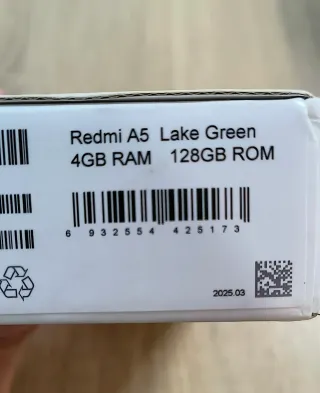 Redmi A5 Lake Green
4GB RAM 128GB ROM
6 932554 425173
2025.03